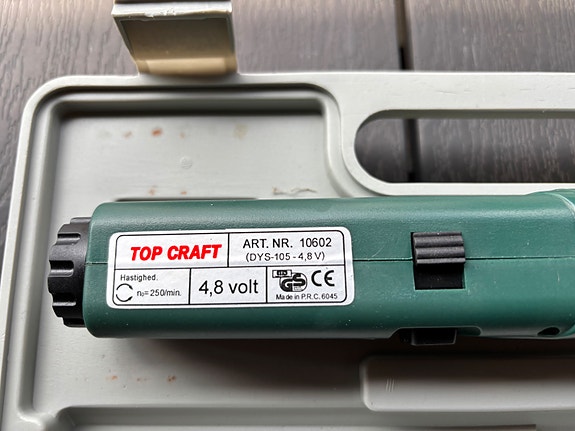 TOP CRAFT
ART. NR. 10602
(DYS-105 - 4,8 V)
Hastighed.
n₀=250/min.
4,8 volt
GS
CE
Made in P.R.C. 6045